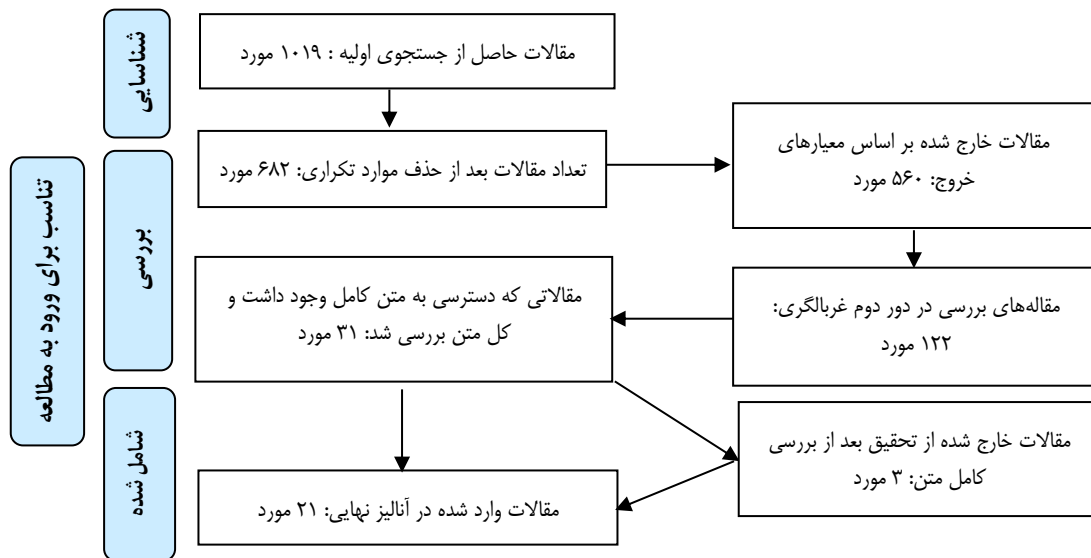 شناسایی
مقالات حاصل از جستجوی اولیه : ۱۰۱۹ مورد
تعداد مقالات بعد از حذف موارد تکراری: ۶۸۲ مورد
مقالات خارج شده بر اساس معیارهای
خروج: ۵۶۰ مورد
تناسب برای ورود به مطالعه
بررسی
مقاله‌های بررسی در دور دوم غربالگری:
۱۲۲ مورد
مقالاتی که دسترسی به متن کامل وجود داشت و
کل متن بررسی شد: ۳۱ مورد
شامل شده
مقالات خارج شده از تحقیق بعد از بررسی
کامل متن: ۳ مورد
مقالات وارد شده در آنالیز نهایی: ۲۱ مورد